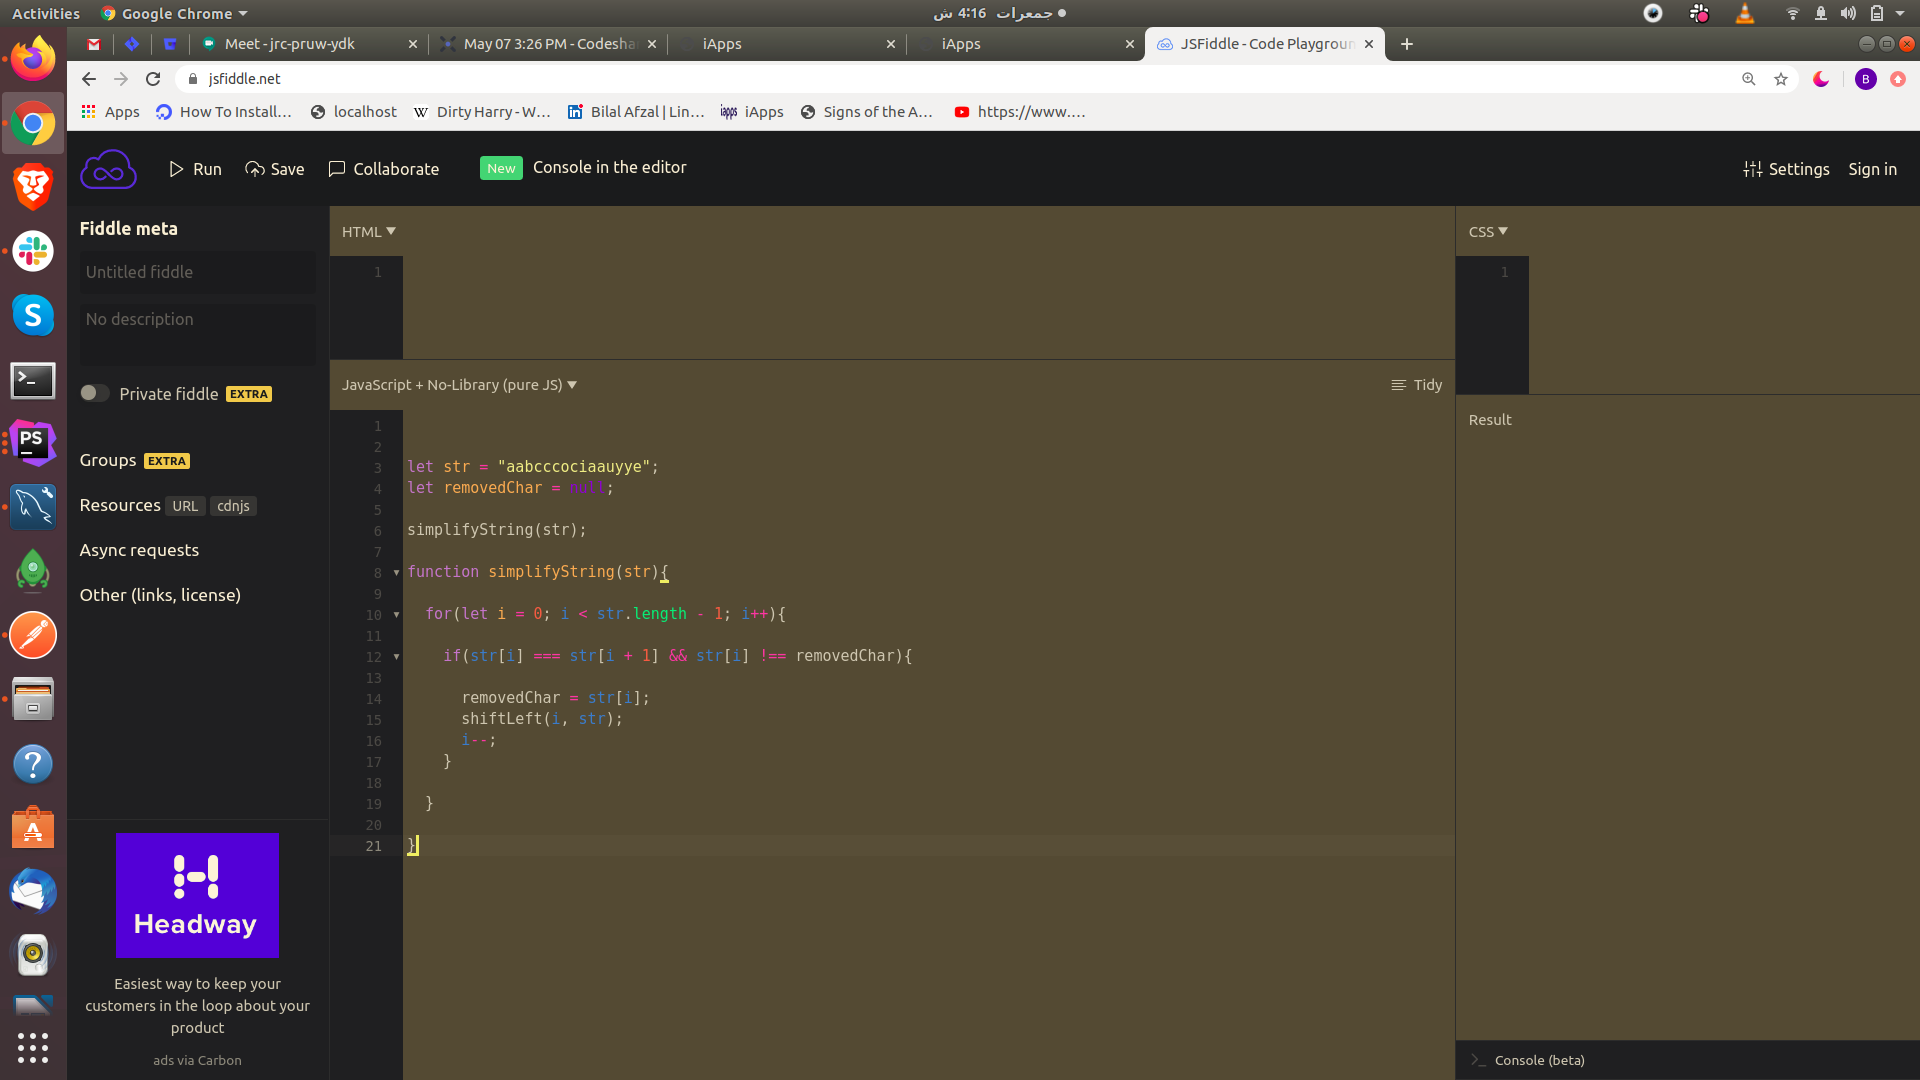 Activities
Google Chrome
جمعرات 4:16 ش
Meet - jrc-pruw-ydk
May 07 3:26 PM - Codesha
iApps
iApps
JSFiddle - Code Playgroun
jsfiddle.net
B
Apps
How To Install...
localhost
W
Dirty Harry - W...
in
Bilal Afzal | Lin...
iApps
Signs of the A...
https://www....
Run
Save
Collaborate
New
Console in the editor
Settings
Sign in
Fiddle meta
Untitled fiddle
No description
Private fiddle EXTRA
Groups EXTRA
Resources URL cdnjs
Async requests
Other (links, license)
Headway
Easiest way to keep your
customers in the loop about your
product
ads via Carbon
HTML
1
CSS
1
JavaScript + No-Library (pure JS)
Tidy
1
2
3 let str = "aabcccociaauyye";
4 let removedChar = null;
5
6 simplifyString(str);
7
8 function simplifyString(str){
9
10 for(let i = 0; i < str.length - 1; i++){
11
12 if(str[i] === str[i + 1] && str[i] !== removedChar){
13
14 removedChar = str[i];
15 shiftLeft(i, str);
16 i--;
17 }
18
19 }
20
21 }
Result
>_ Console (beta)
S
>_
PS
?
A